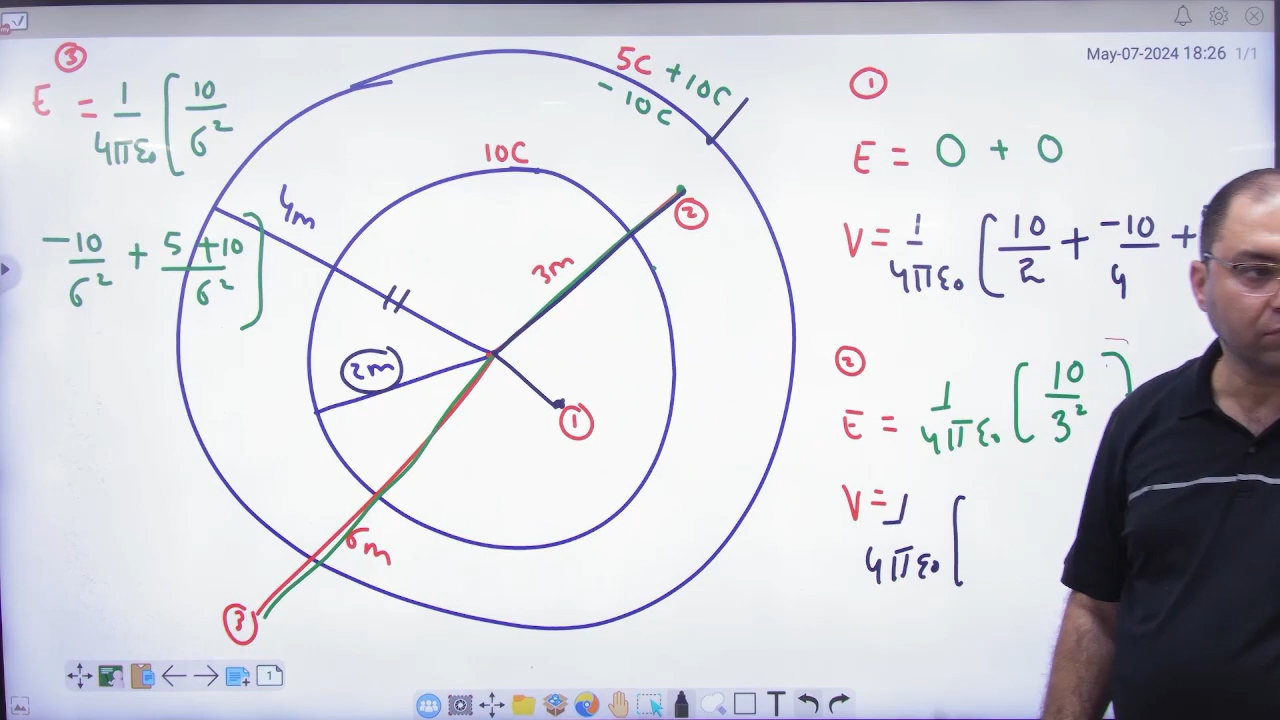 May-07-2024 18:26 1/1
③
E = 1/4πε₀ [ 10/6²
-10/6² + 5 +10/6² ]
5C +10C
-10C
10C
4m
②
3m
2m
①
6m
③
①
E = 0 + 0
V = 1/4πε₀ [ 10/2 + -10/4 +
②
E = 1/4πε₀ [ 10/3² ]
V = 1/4πε₀ [
1
T